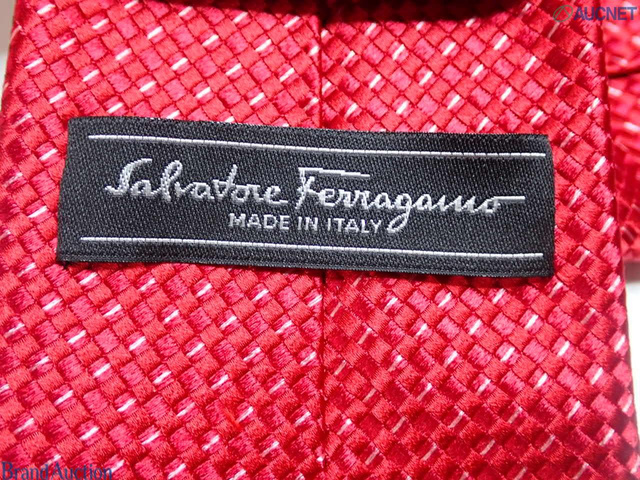 AUCNET
Salvatore Ferragamo
MADE IN ITALY
BrandAuction